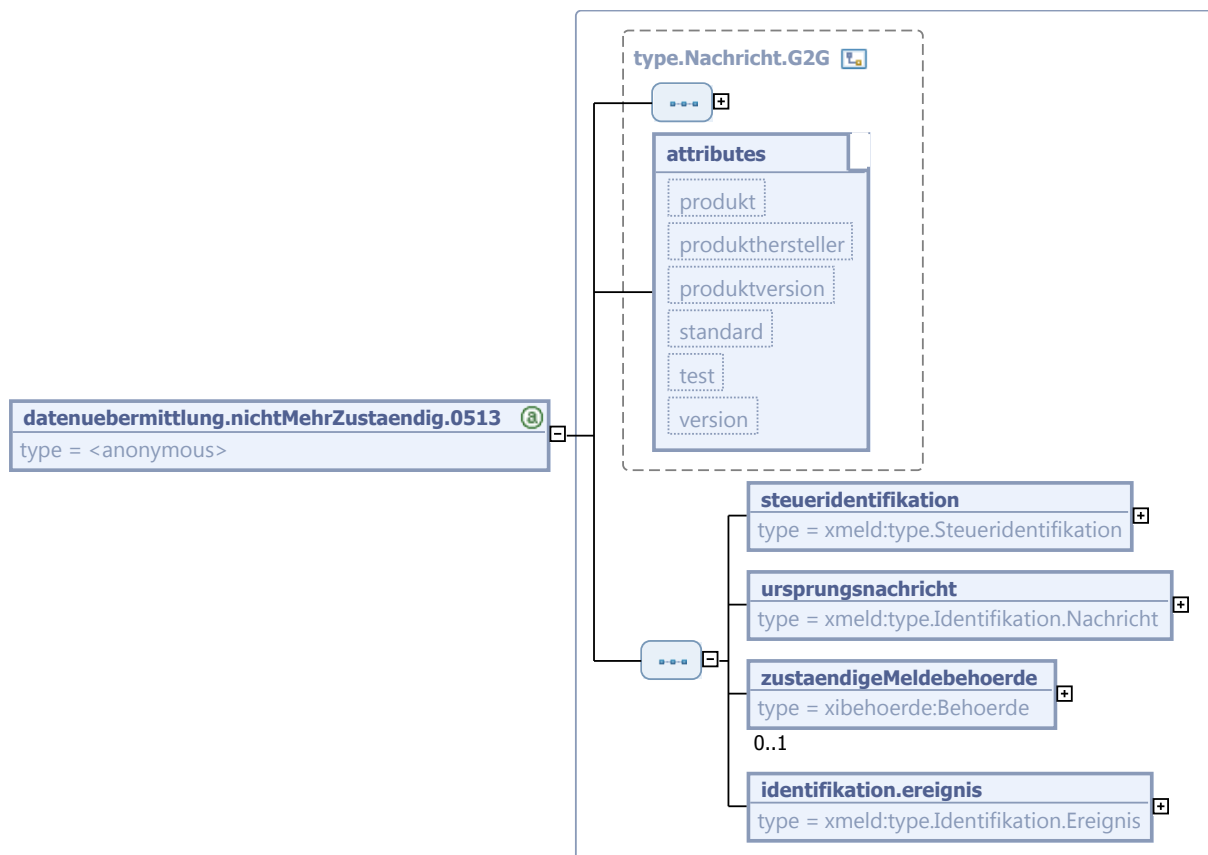 type.Nachricht.G2G
attributes
produkt
produkthersteller
produktversion
standard
test
version
datenuebermittlung.nichtMehrZustaendig.0513
type = <anonymous>
steueridentifikation
type = xmeld:type.Steueridentifikation
ursprungsnachricht
type = xmeld:type.Identifikation.Nachricht
zustaendigeMeldebehoerde
type = xibehoerde:Behoerde
0..1
identifikation.ereignis
type = xmeld:type.Identifikation.Ereignis